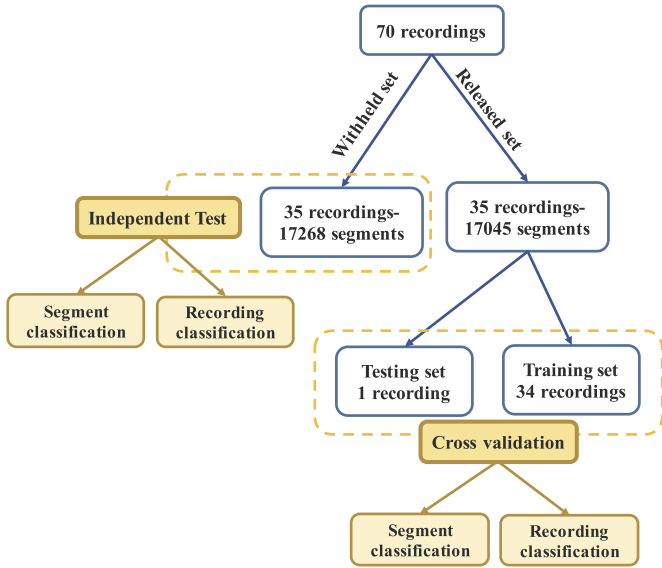 70 recordings
Withheld set
Released set
Independent Test
35 recordings-
17268 segments
35 recordings-
17045 segments
Segment
classification
Recording
classification
Testing set
1 recording
Training set
34 recordings
Cross validation
Segment
classification
Recording
classification